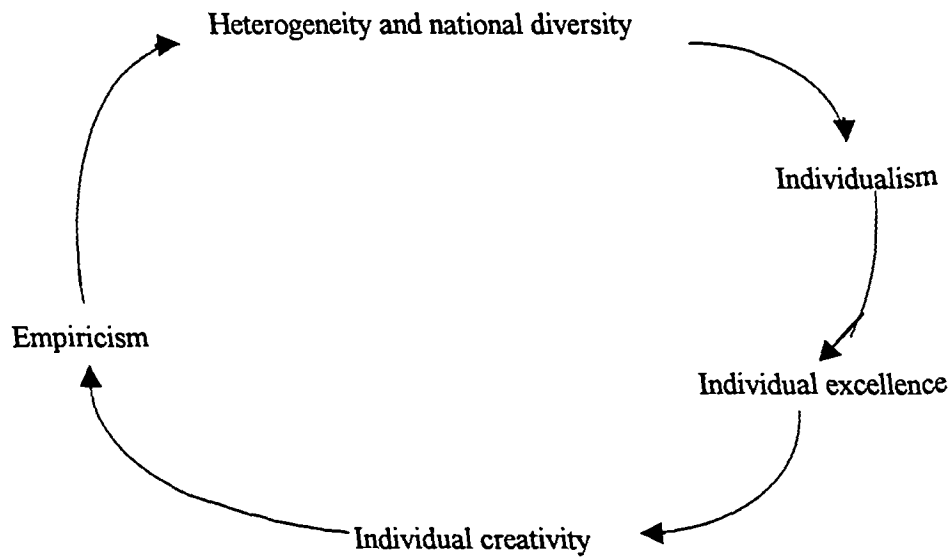 Heterogeneity and national diversity
Individualism
Empiricism
Individual excellence
Individual creativity